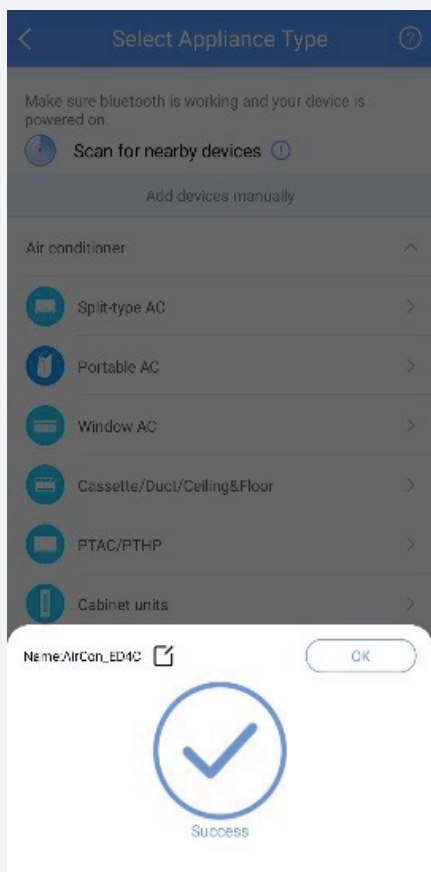 Select Appliance Type
Make sure bluetooth is working and your device is
powered on.
Scan for nearby devices
Add devices manually
Air conditioner
Split-type AC
Portable AC
Window AC
Cassette/Duct/Ceiling&Floor
PTAC/PTHP
Cabinet units
Name:AirCon_ED4C
OK
Success